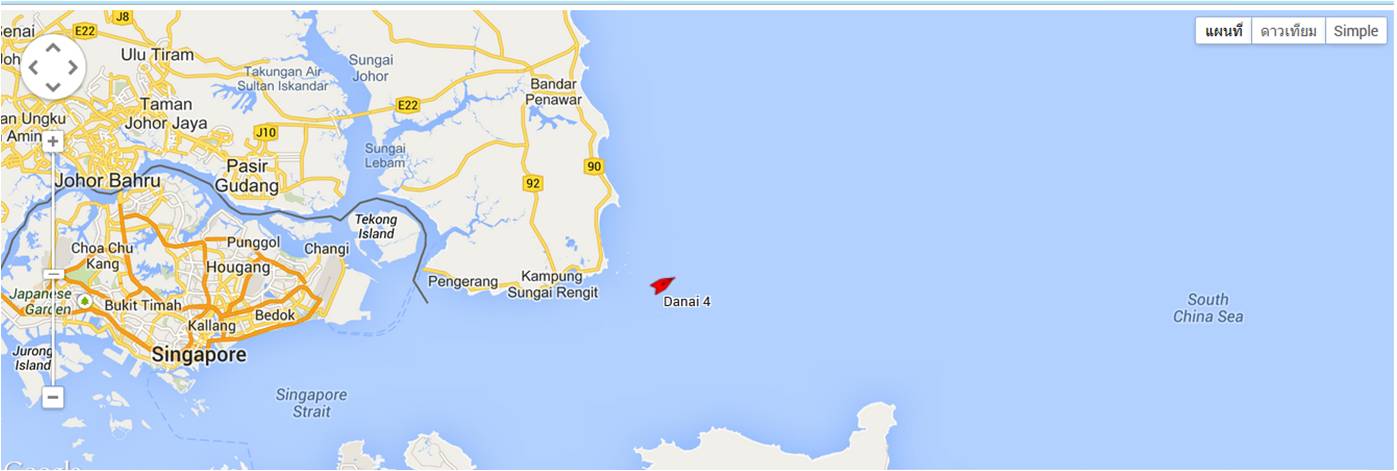 J8
Senai
E22
Ulu Tiram
Sungai
Johor
Takungan Air
Sultan Iskandar
Bandar
Penawar
E22
Taman
Johor Jaya
an Ungku
Amin
J10
Sungai
Lebam
Pasir
Gudang
90
92
Johor Bahru
Tekong
Island
Choa Chu
Kang
Punggol
Changi
Hougang
Pengerang
Kampung
Sungai Rengit
Danai 4
Japanese
Garden
Bukit Timah
Bedok
Kallang
Jurong
Island
Singapore
Singapore
Strait
South
China Sea
แผนที่
ดาวเทียม
Simple
Google